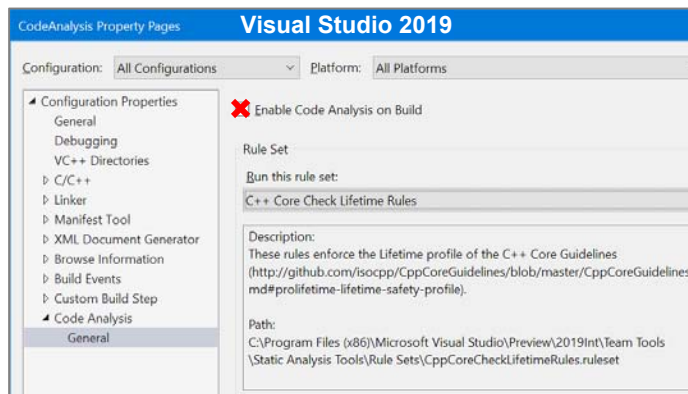 CodeAnalysis Property Pages
Visual Studio 2019
Configuration: All Configurations Platform: All Platforms
Configuration Properties
General
Debugging
VC++ Directories
C/C++
Linker
Manifest Tool
XML Document Generator
Browse Information
Build Events
Custom Build Step
Code Analysis
General
Enable Code Analysis on Build
Rule Set
Run this rule set:
C++ Core Check Lifetime Rules
Description:
These rules enforce the Lifetime profile of the C++ Core Guidelines
(http://github.com/isocpp/CppCoreGuidelines/blob/master/CppCoreGuidelines
md#prolifetime-lifetime-safety-profile).
Path:
C:\Program Files (x86)\Microsoft Visual Studio\Preview\2019Int\Team Tools
\Static Analysis Tools\Rule Sets\CppCoreCheckLifetimeRules.ruleset